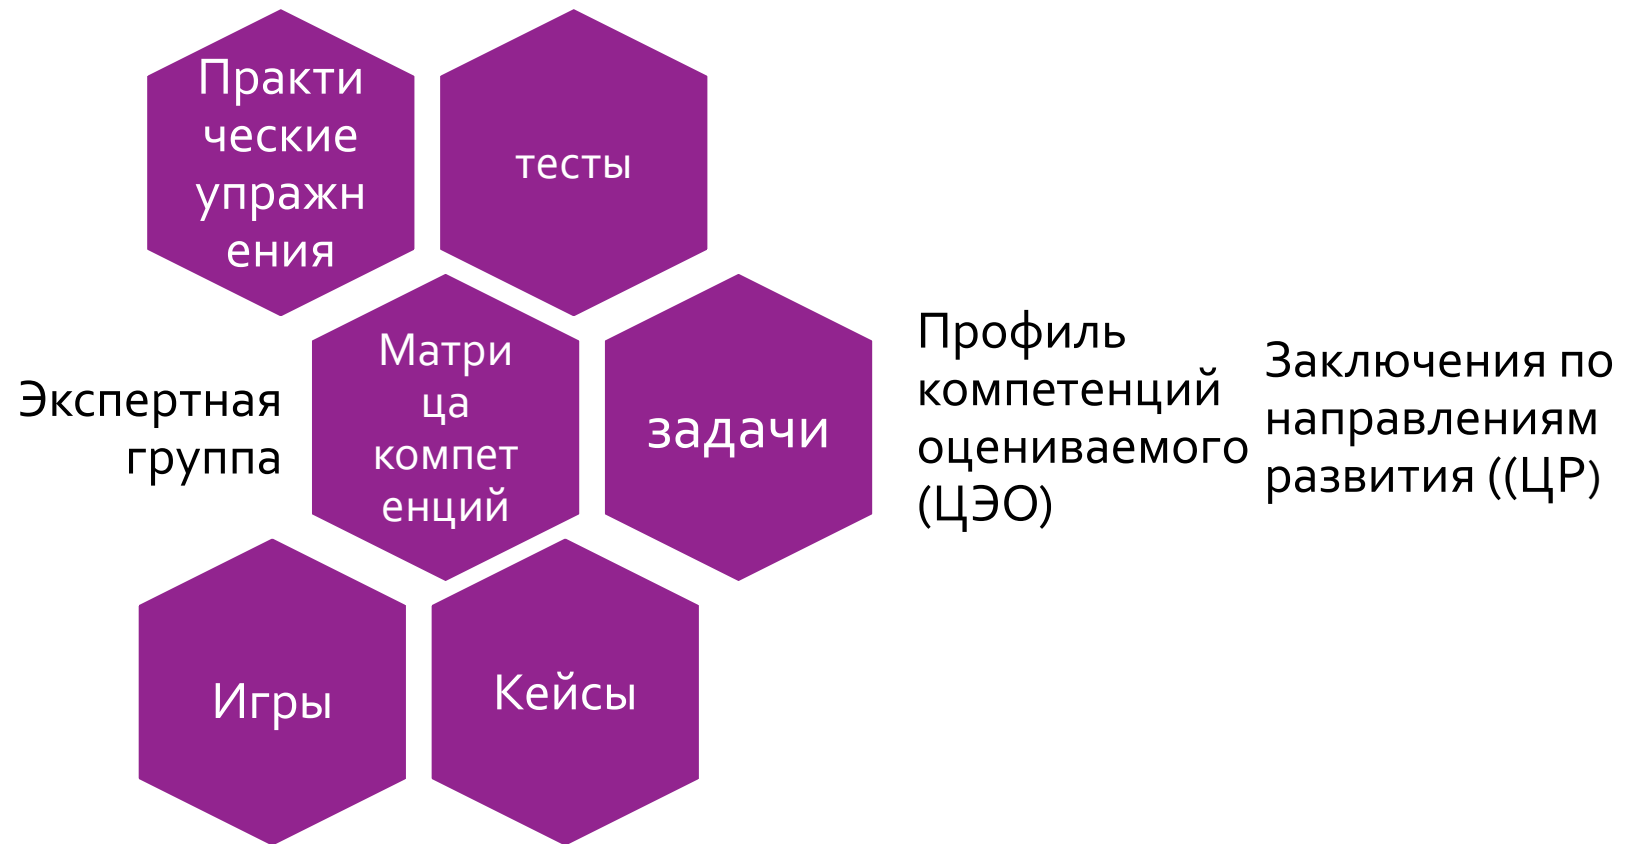 Практи
ческие
упражн
ения
тесты
Экспертная
группа
Матри
ца
компет
енций
задачи
Профиль
компетенций
оцениваемого
(ЦЭО)
Заключения по
направлениям
развития ((ЦР)
Игры
Кейсы